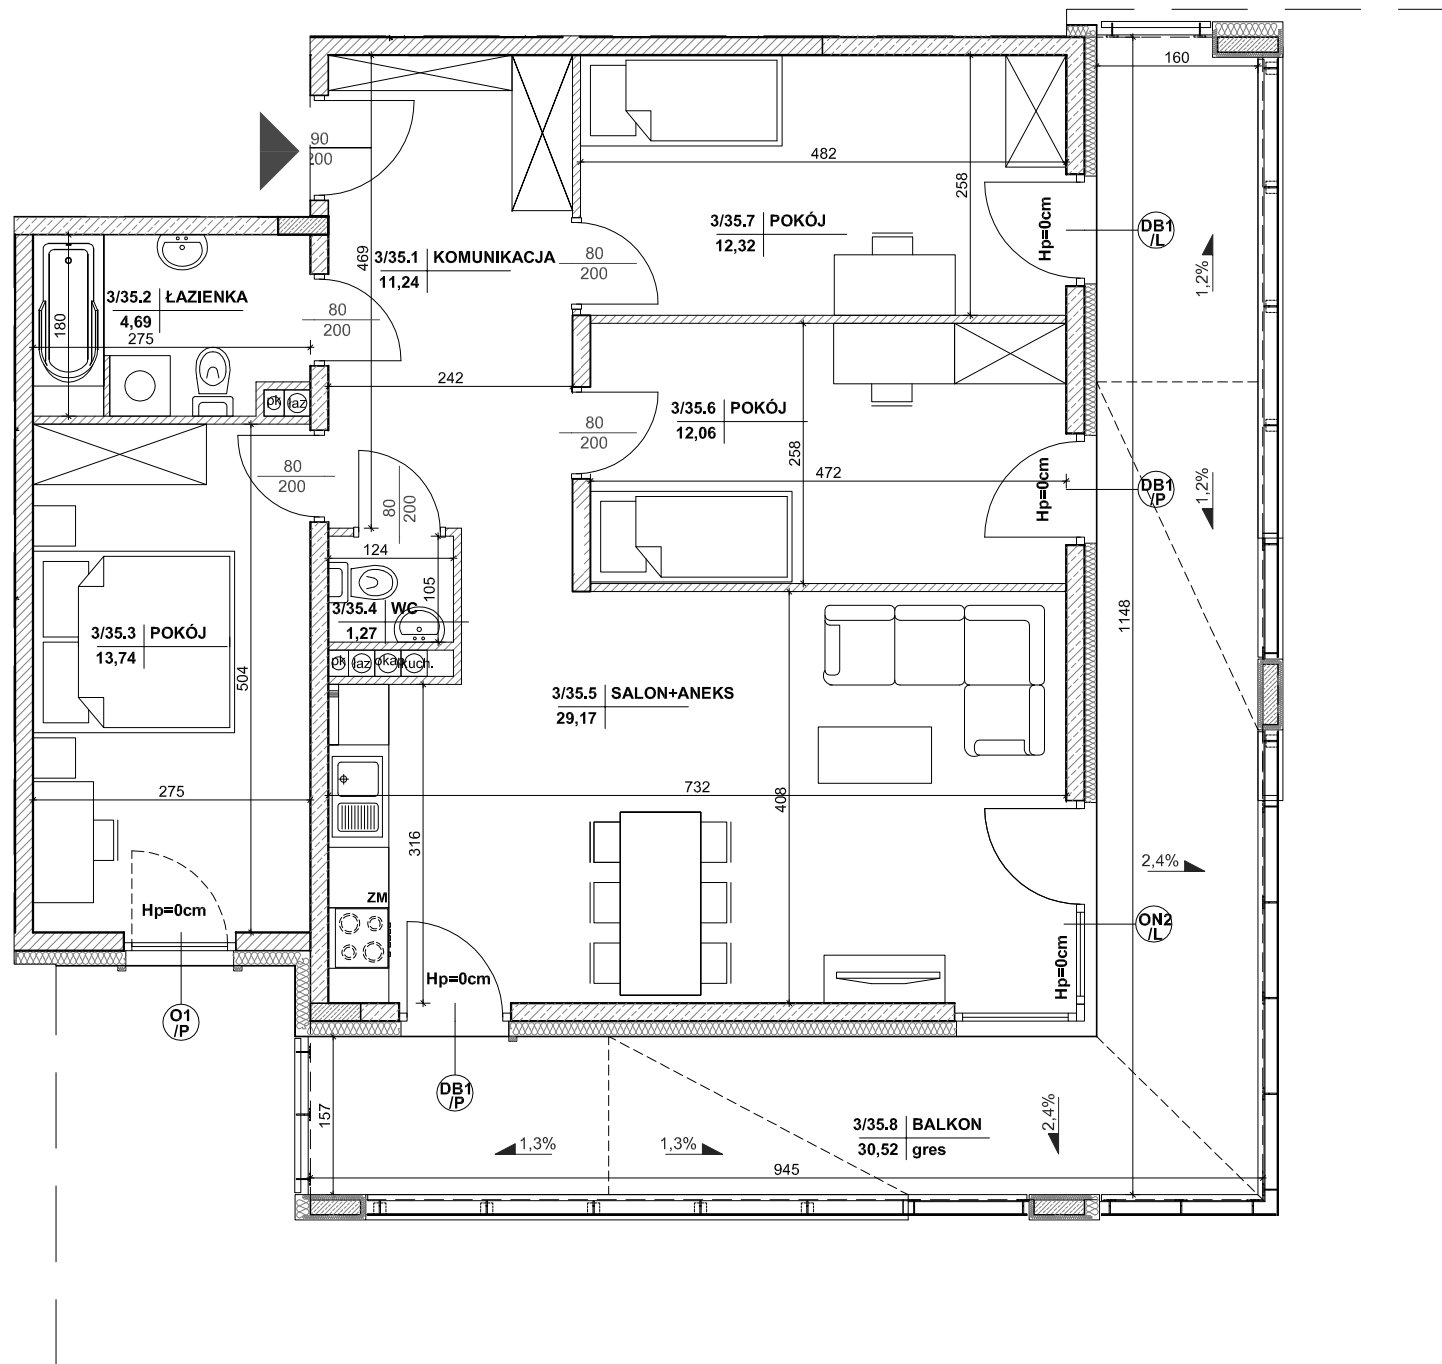 160
90
200
482
258
3/35.7 POKÓJ
12,32
Hp=0cm
DB1
/L
1,2%
469
3/35.1 KOMUNIKACJA
11,24
80
200
3/35.2 ŁAZIENKA
4,69
180
275
80
200
242
pk łaz
3/35.6 POKÓJ
12,06
258
472
80
200
Hp=0cm
DB1
/P
1,2%
80
200
80
200
124
105
3/35.4 WC
1,27
pk łaz okap kuch.
3/35.3 POKÓJ
13,74
504
275
1148
3/35.5 SALON+ANEKS
29,17
732
408
316
ZM
2,4%
Hp=0cm
Hp=0cm
Hp=0cm
ON2
/L
O1
/P
DB1
/P
157
1,3%
1,3%
3/35.8 BALKON
30,52 gres
2,4%
945